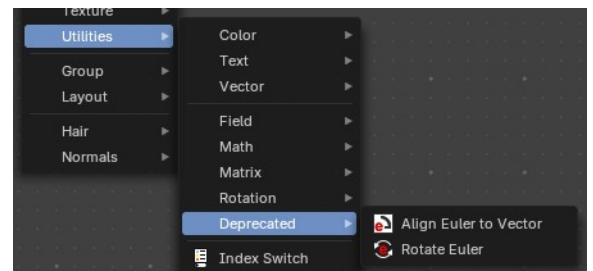 Texture
Utilities
Group
Layout
Hair
Normals
Color
Text
Vector
Field
Math
Matrix
Rotation
Deprecated
Index Switch
Align Euler to Vector
Rotate Euler